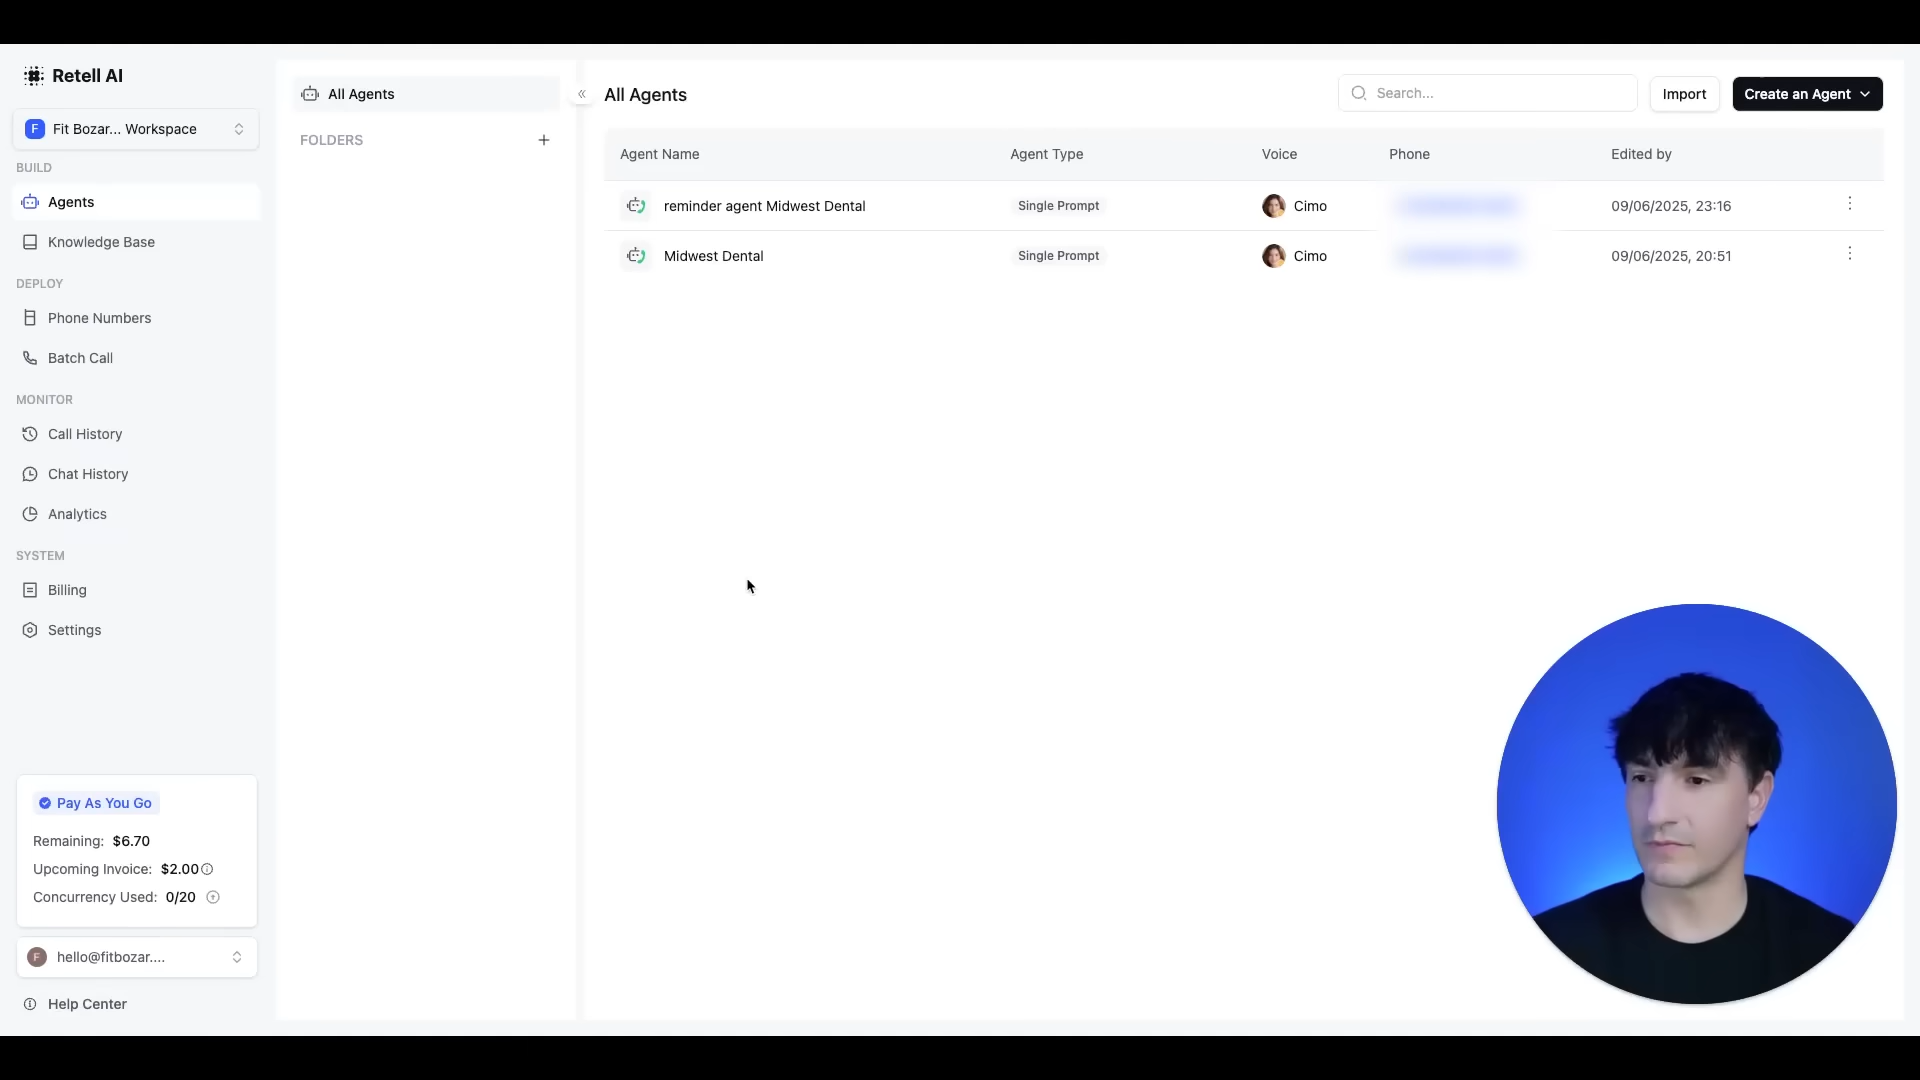 Retell AI
F Fit Bozar... Workspace
BUILD
Agents
Knowledge Base
DEPLOY
Phone Numbers
Batch Call
MONITOR
Call History
Chat History
Analytics
SYSTEM
Billing
Settings
Pay As You Go
Remaining: $6.70
Upcoming Invoice: $2.00
Concurrency Used: 0/20
F hello@fitbozar....
Help Center
All Agents
FOLDERS
All Agents
Search...
Import
Create an Agent
Agent Name Agent Type Voice Phone Edited by
reminder agent Midwest Dental Single Prompt Cimo 09/06/2025, 23:16
Midwest Dental Single Prompt Cimo 09/06/2025, 20:51